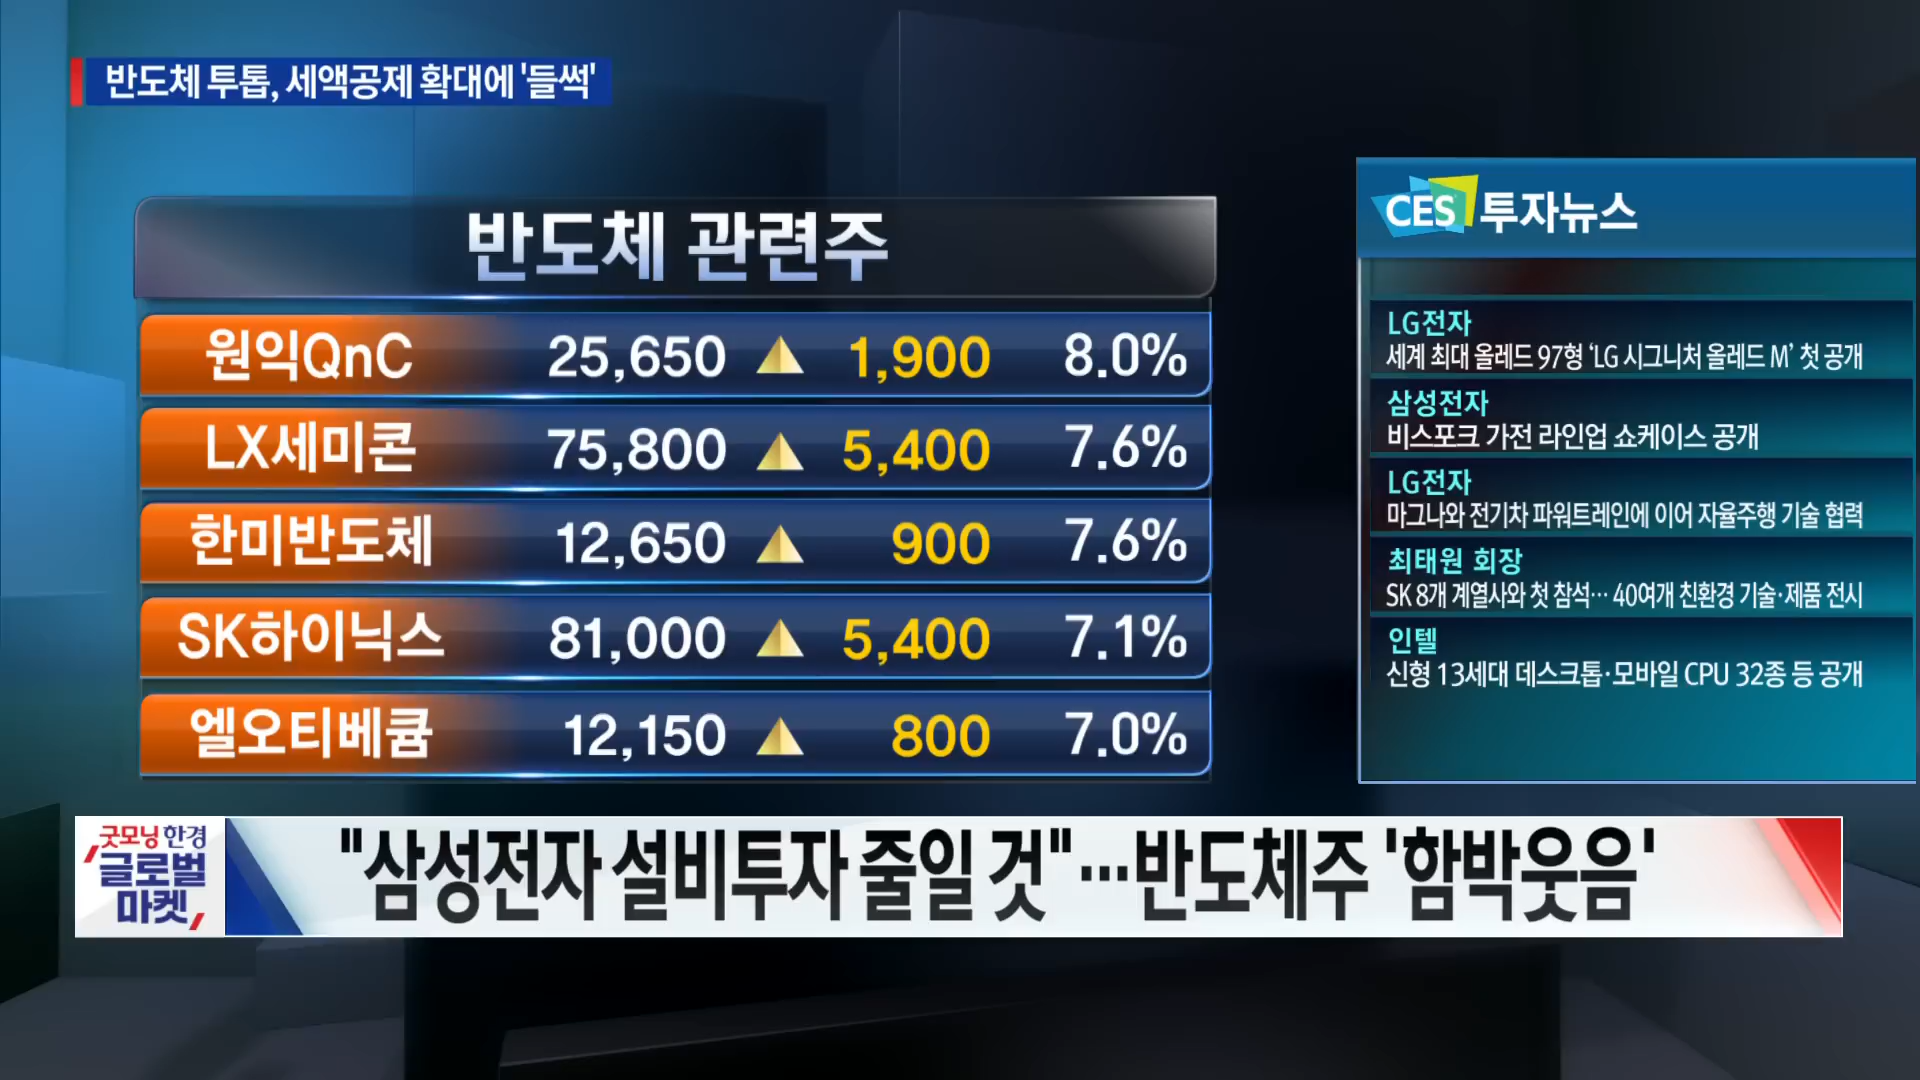 반도체 투톱, 세액공제 확대에 '들썩'
반도체 관련주
원익QnC 25,650 ▲ 1,900 8.0%
LX세미콘 75,800 ▲ 5,400 7.6%
한미반도체 12,650 ▲ 900 7.6%
SK하이닉스 81,000 ▲ 5,400 7.1%
엘오티베큠 12,150 ▲ 800 7.0%
CES 투자뉴스
LG전자
세계 최대 올레드 97형 ‘LG 시그니처 올레드 M’ 첫 공개
삼성전자
비스포크 가전 라인업 쇼케이스 공개
LG전자
마그나와 전기차 파워트레인에 이어 자율주행 기술 협력
최태원 회장
SK 8개 계열사와 첫 참석… 40여개 친환경 기술·제품 전시
인텔
신형 13세대 데스크톱·모바일 CPU 32종 등 공개
굿모닝 한경
글로벌
마켓
"삼성전자 설비투자 줄일 것"…반도체주 '함박웃음'